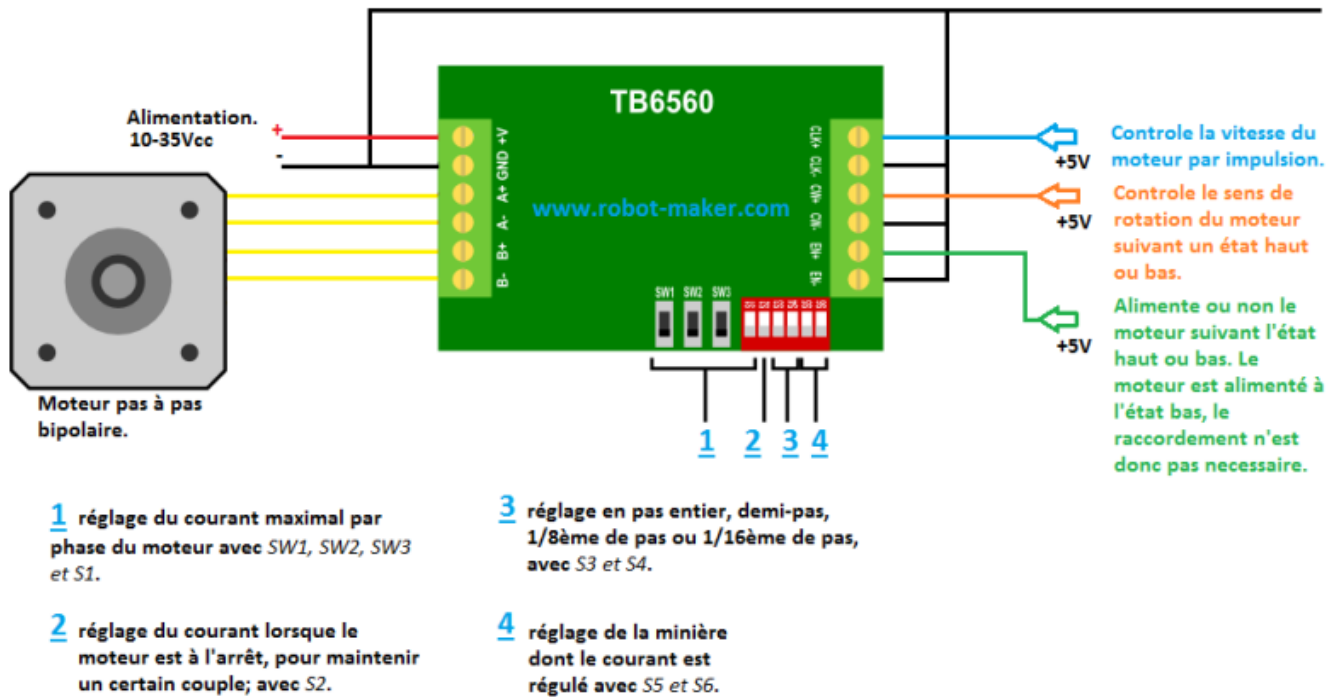 TB6560
www.robot-maker.com
Alimentation.
10-35Vcc
+
-
+V
GND
A+
A-
B+
B-
CLK+
CLK-
CW+
CW-
EN+
EN-
SW1 SW2 SW3
S1 S2 S3 S4 S5 S6
+5V
Controle la vitesse du
moteur par impulsion.
+5V
Controle le sens de
rotation du moteur
suivant un état haut
ou bas.
+5V
Alimente ou non le
moteur suivant l'état
haut ou bas. Le
moteur est alimenté à
l'état bas, le
raccordement n'est
donc pas necessaire.
Moteur pas à pas
bipolaire.
1 2 3 4
1 réglage du courant maximal par
phase du moteur avec SW1, SW2, SW3
et S1.
2 réglage du courant lorsque le
moteur est à l'arrêt, pour maintenir
un certain couple; avec S2.
3 réglage en pas entier, demi-pas,
1/8ème de pas ou 1/16ème de pas,
avec S3 et S4.
4 réglage de la minière
dont le courant est
régulé avec S5 et S6.